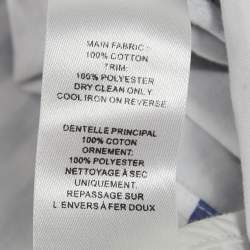 MAIN FABRIC:
100% COTTON
TRIM:
100% POLYESTER
DRY CLEAN ONLY
COOL IRON ON REVERSE.
DENTELLE PRINCIPAL
100% COTON
ORNEMENT:
100% POLYESTER
NETTOYAGE À SEC
UNIQUEMENT.
REPASSAGE SUR
L ENVERS À FER DOUX